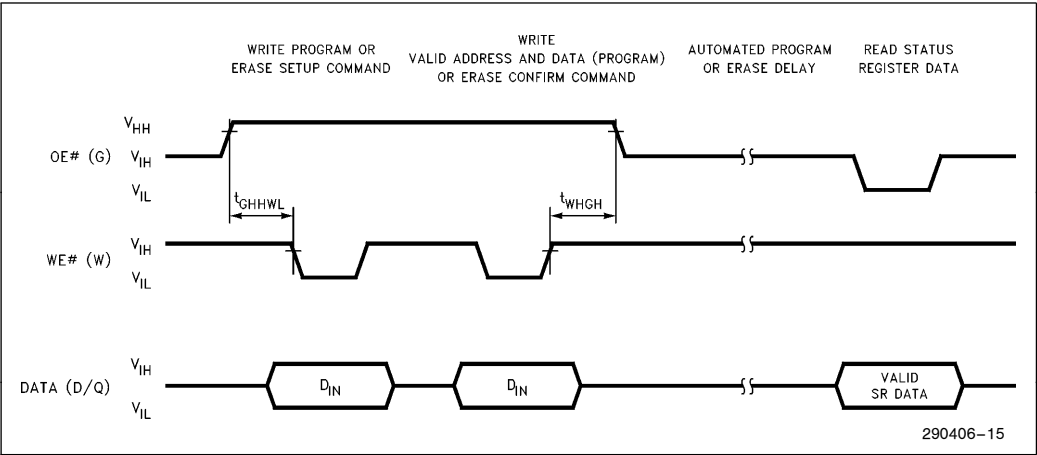 WRITE PROGRAM OR
ERASE SETUP COMMAND
WRITE
VALID ADDRESS AND DATA (PROGRAM)
OR ERASE CONFIRM COMMAND
AUTOMATED PROGRAM
OR ERASE DELAY
READ STATUS
REGISTER DATA
VHH
OE# (G) VIH
VIL
tGHHWL
tWHGH
VIH
WE# (W)
VIL
VIH
DATA (D/Q)
VIL
DIN
DIN
VALID
SR DATA
290406–15